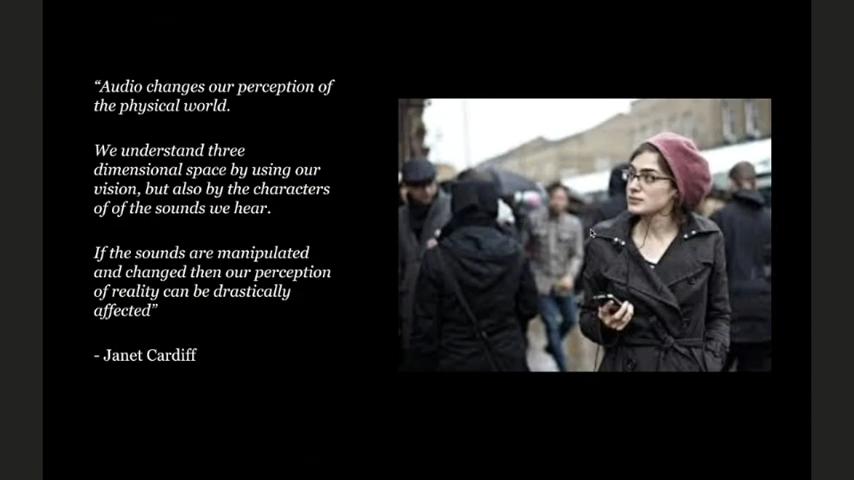 “Audio changes our perception of
the physical world.
We understand three
dimensional space by using our
vision, but also by the characters
of of the sounds we hear.
If the sounds are manipulated
and changed then our perception
of reality can be drastically
affected”
- Janet Cardiff